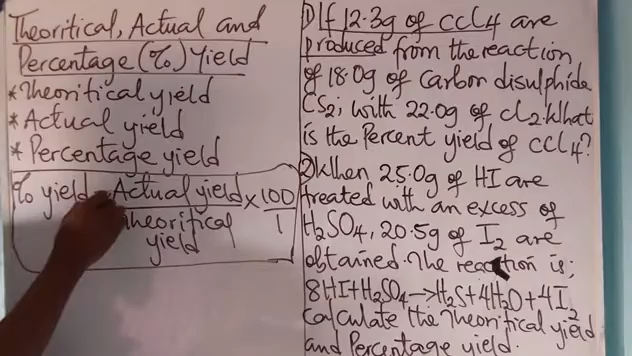 Theoritical, Actual and
Percentage (%) Yield
* Theoritical yield
* Actual yield
* Percentage yield
% yield = Actual yield × 100
Theoritical yield 1
1) If 12.3g of CCl4 are
produced from the reaction
of 18.0g of Carbon disulphide
CS2; with 22.0g of Cl2. What
is the Percent yield of CCl4?
2) When 25.0g of HI are
treated with an excess of
H2SO4, 20.5g of I2 are
obtained. The reaction is;
8HI+H2SO4→H2S+4H2O+4I2
Calculate the Theoritical yield
and Percentage yield.